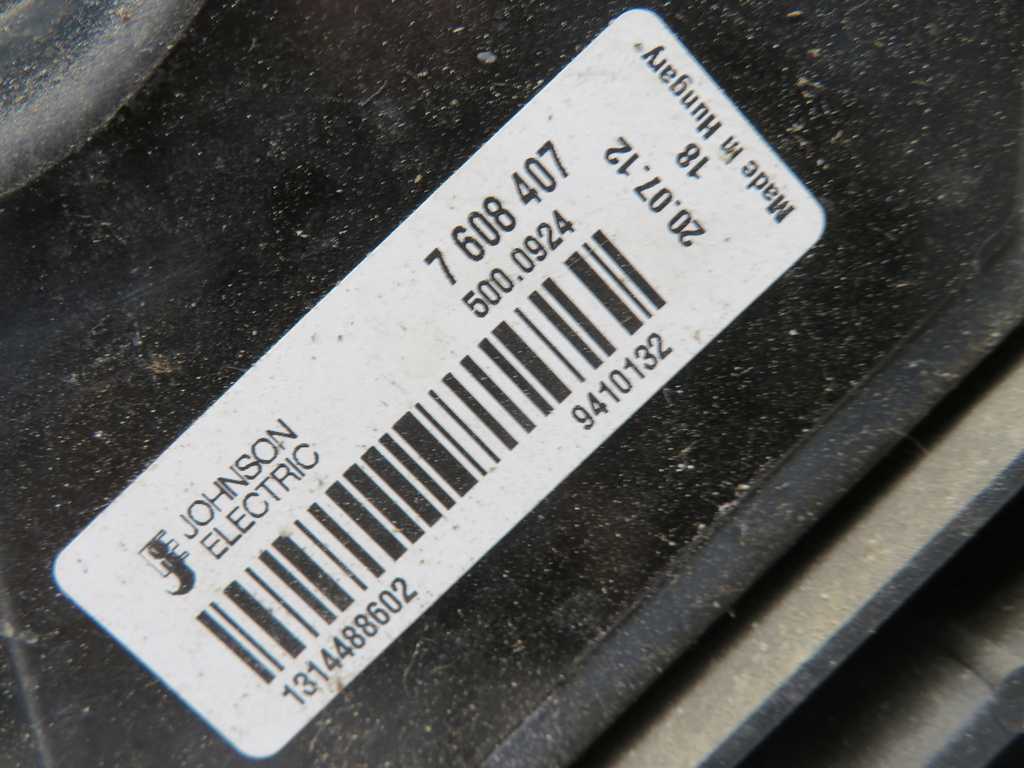 7 608 407
500.0924
JOHNSON
ELECTRIC
1314488602
9410132
20.07.12
18
Made in Hungary